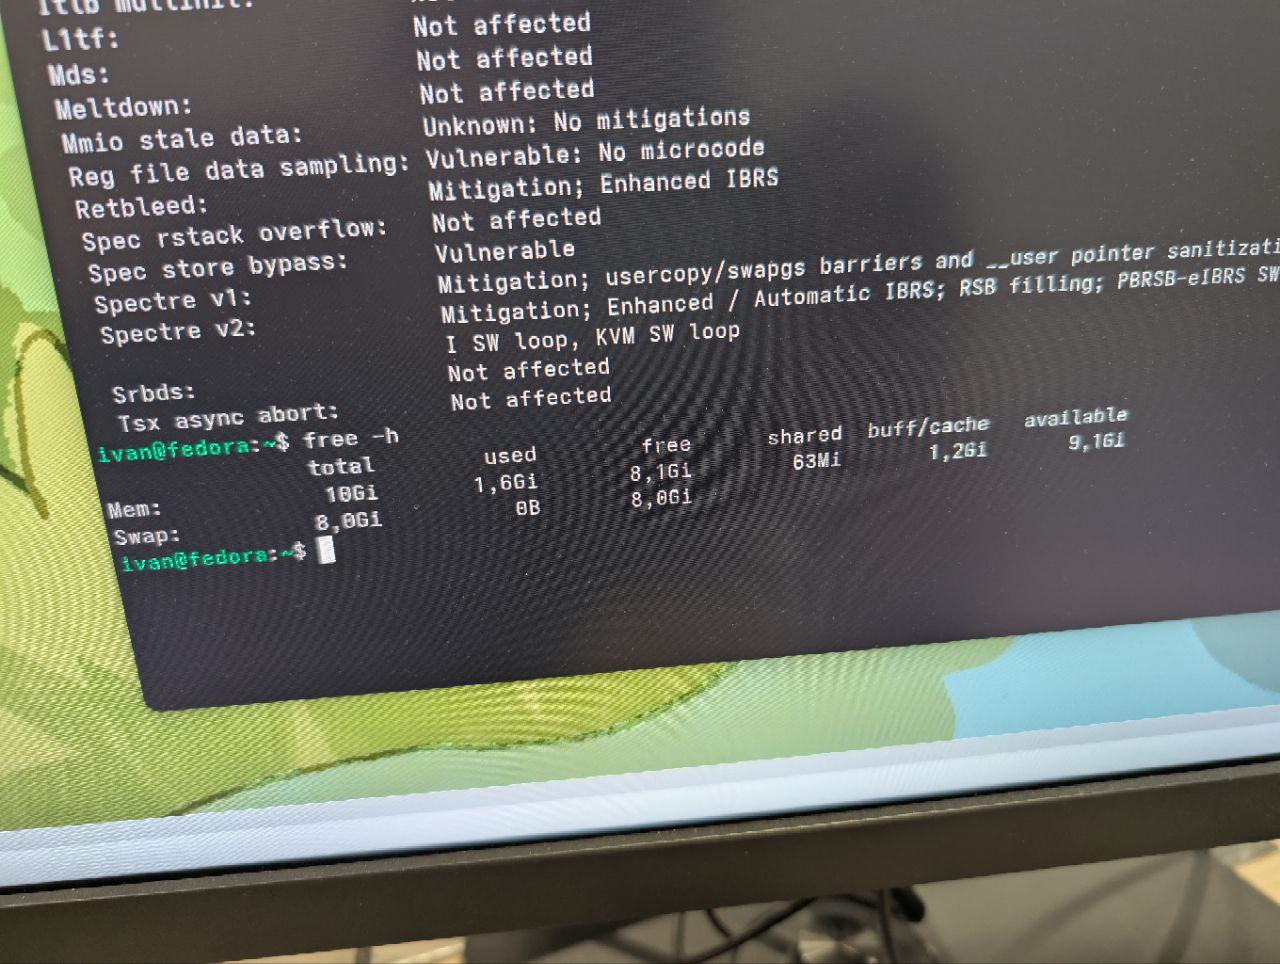 Itlb multihit:
L1tf: Not affected
Mds: Not affected
Meltdown: Not affected
Mmio stale data: Unknown: No mitigations
Reg file data sampling: Vulnerable: No microcode
Retbleed: Mitigation; Enhanced IBRS
Spec rstack overflow: Not affected
Spec store bypass: Vulnerable
Spectre v1: Mitigation; usercopy/swapgs barriers and __user pointer
Spectre v2: Mitigation; Enhanced / Automatic IBRS; RSB filling; PBRSB-eIBRS SW
I SW loop, KVM SW loop
Srbds: Not affected
Tsx async abort: Not affected
ivan@fedora:~$ free -h
total used free shared buff/cache available
Mem: 10Gi 1,6Gi 8,1Gi 63Mi 1,2Gi 9,1Gi
Swap: 8,0Gi 0B 8,0Gi
ivan@fedora:~$